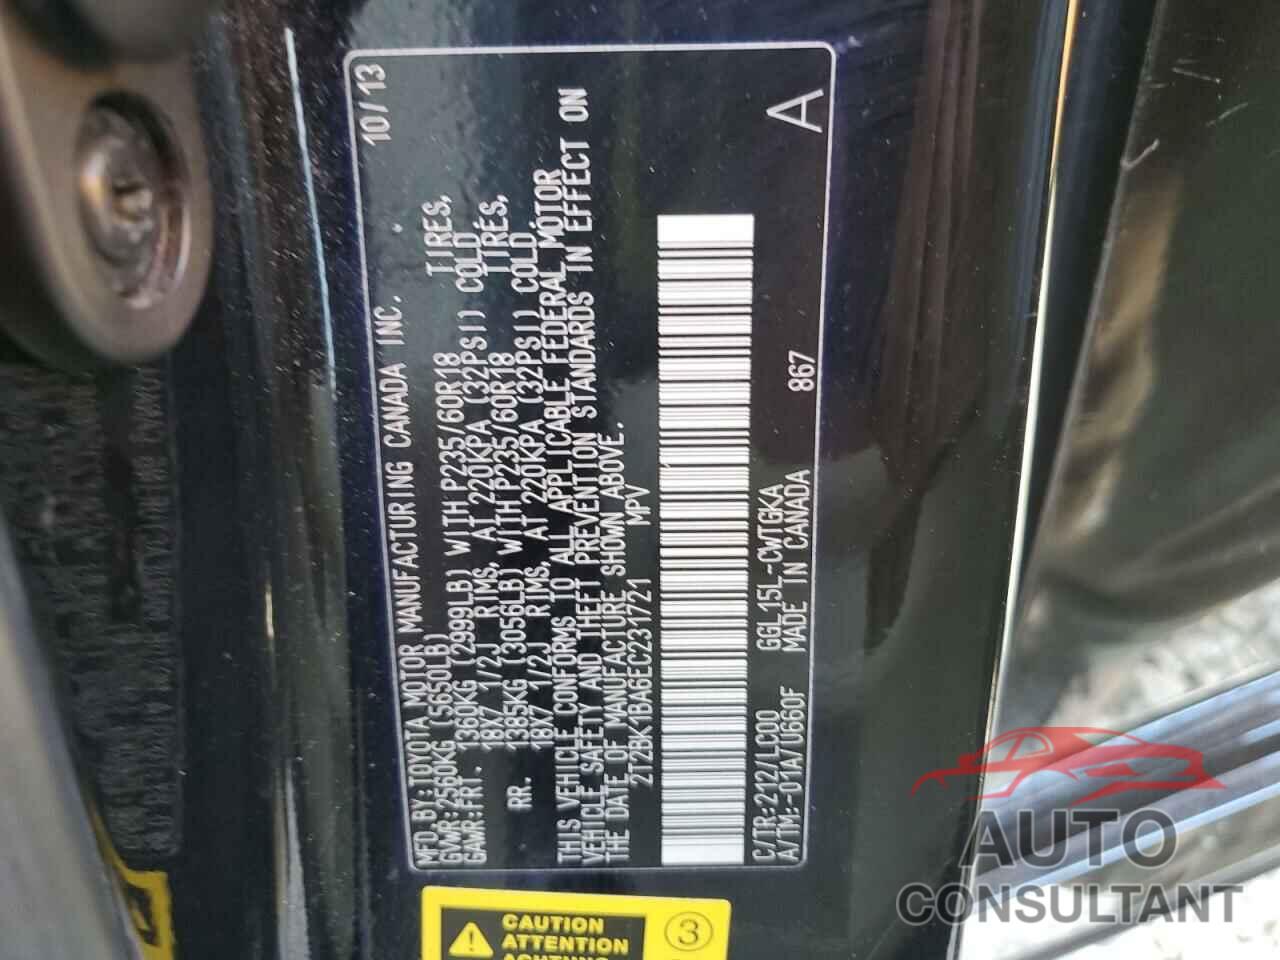 MFD. BY: TOYOTA MOTOR MANUFACTURING CANADA INC. 10/13
GVWR: 2560KG (5650LB)
GAWR: FRT. 1360KG (2999LB) WITH P235/60R18 TIRES,
18X7 1/2J RIMS, AT 220KPA (32PSI) COLD
RR. 1385KG (3056LB) WITH P235/60R18 TIRES,
18X7 1/2J RIMS, AT 220KPA (32PSI) COLD
THIS VEHICLE CONFORMS TO ALL APPLICABLE FEDERAL MOTOR
VEHICLE SAFETY AND THEFT PREVENTION STANDARDS IN EFFECT ON
THE DATE OF MANUFACTURE SHOWN ABOVE.
2T2BK1BA6EC231721 MPV
C/TR: 212/LC00 GGL15L-CWTGKA
A/TM: -01A/U660F MADE IN CANADA 867 A
CAUTION
ATTENTION
ACHTUNG
3
AUTO
CONSULTANT